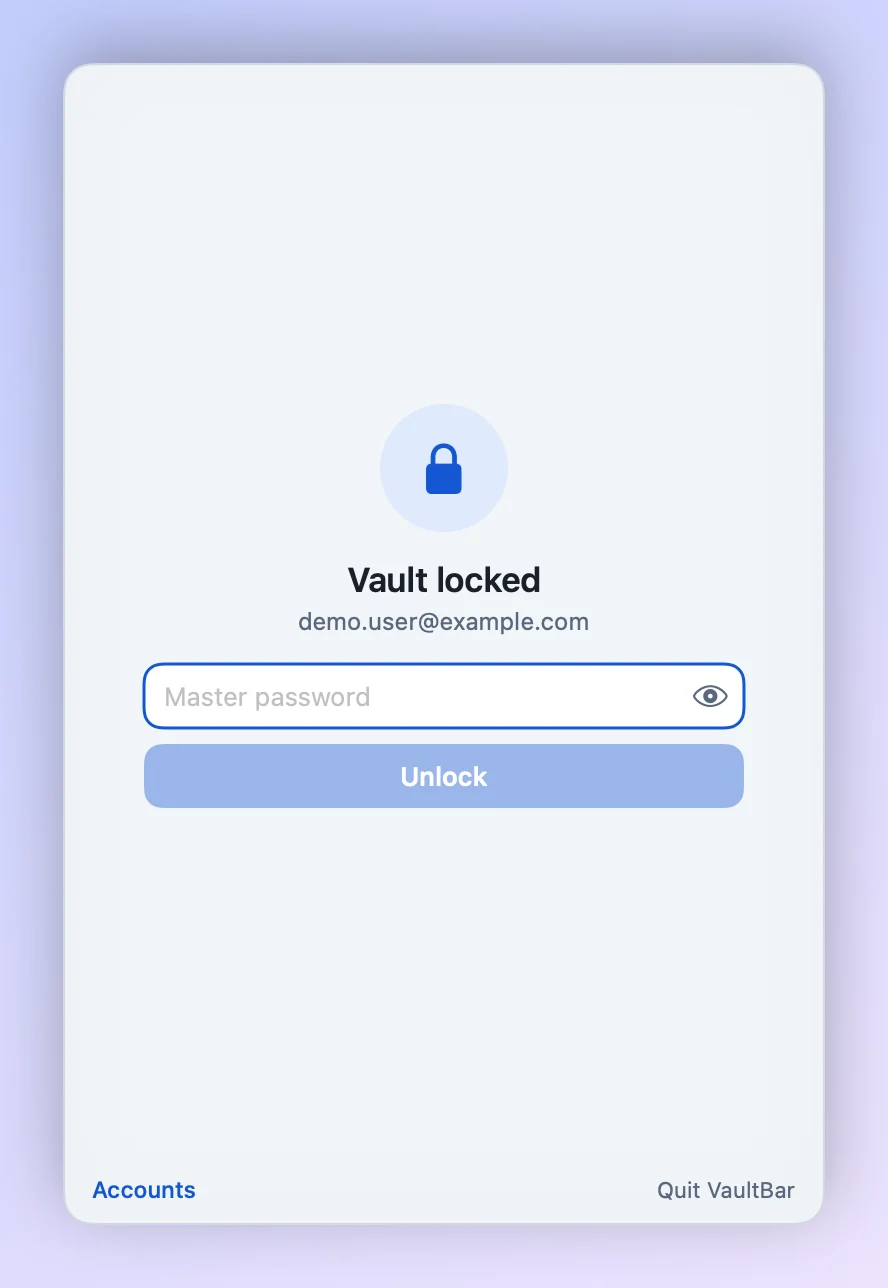 Vault locked
demo.user@example.com
Master password
Unlock
Accounts
Quit VaultBar